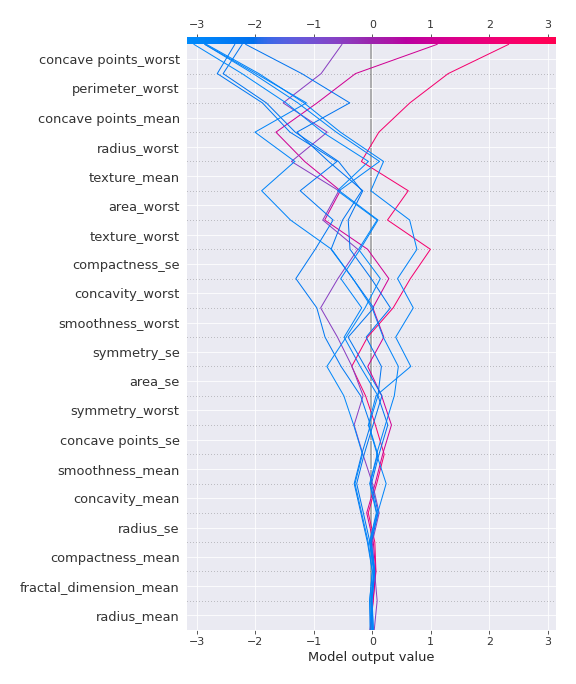 −3 −2 −1 0 1 2 3
concave points_worst
perimeter_worst
concave points_mean
radius_worst
texture_mean
area_worst
texture_worst
compactness_se
concavity_worst
smoothness_worst
symmetry_se
area_se
symmetry_worst
concave points_se
smoothness_mean
concavity_mean
radius_se
compactness_mean
fractal_dimension_mean
radius_mean
−3 −2 −1 0 1 2 3
Model output value